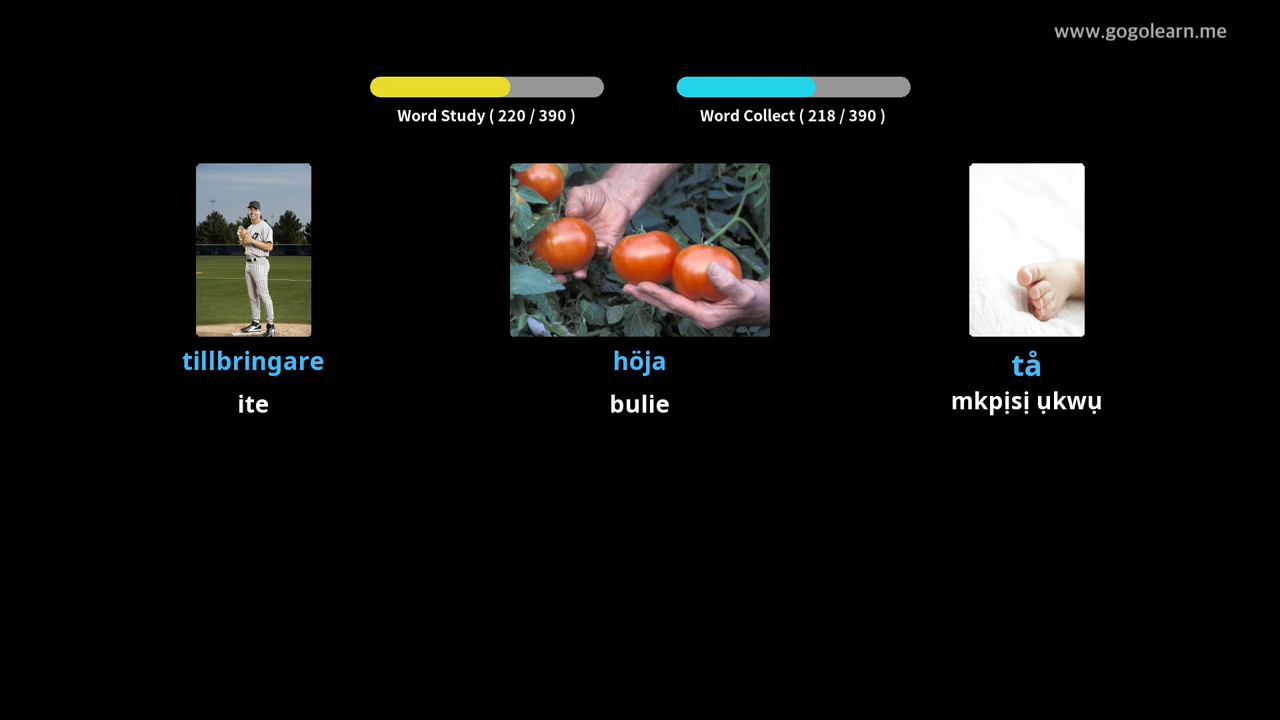 www.gogolearn.me
Word Study ( 220 / 390 )
Word Collect ( 218 / 390 )
tillbringare
höja
tå
ite
bulie
mkpịsị ụkwụ